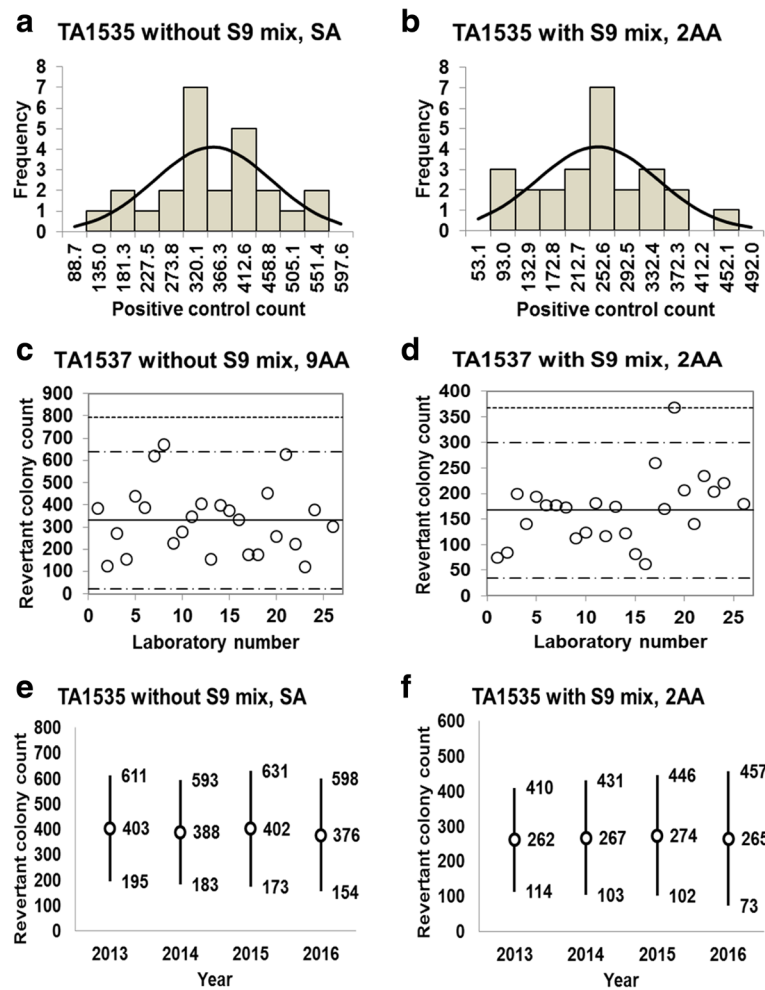 a TA1535 without S9 mix, SA
Frequency
8
7
6
5
4
3
2
1
0
88.7 135.0 181.3 227.5 273.8 320.1 366.3 412.6 458.8 505.1 551.4 597.6
Positive control count
b TA1535 with S9 mix, 2AA
Frequency
8
7
6
5
4
3
2
1
0
53.1 93.0 132.9 172.8 212.7 252.6 292.5 332.4 372.3 412.2 452.1 492.0
Positive control count
c TA1537 without S9 mix, 9AA
Revertant colony count
900
800
700
600
500
400
300
200
100
0
0 5 10 15 20 25
Laboratory number
d TA1537 with S9 mix, 2AA
Revertant colony count
400
350
300
250
200
150
100
50
0
0 5 10 15 20 25
Laboratory number
e TA1535 without S9 mix, SA
Revertant colony count
800
700
600
500
400
300
200
100
0
611 593 631 598
403 388 402 376
195 183 173 154
2013 2014 2015 2016
Year
f TA1535 with S9 mix, 2AA
Revertant colony count
600
500
400
300
200
100
0
410 431 446 457
262 267 274 265
114 103 102 73
2013 2014 2015 2016
Year